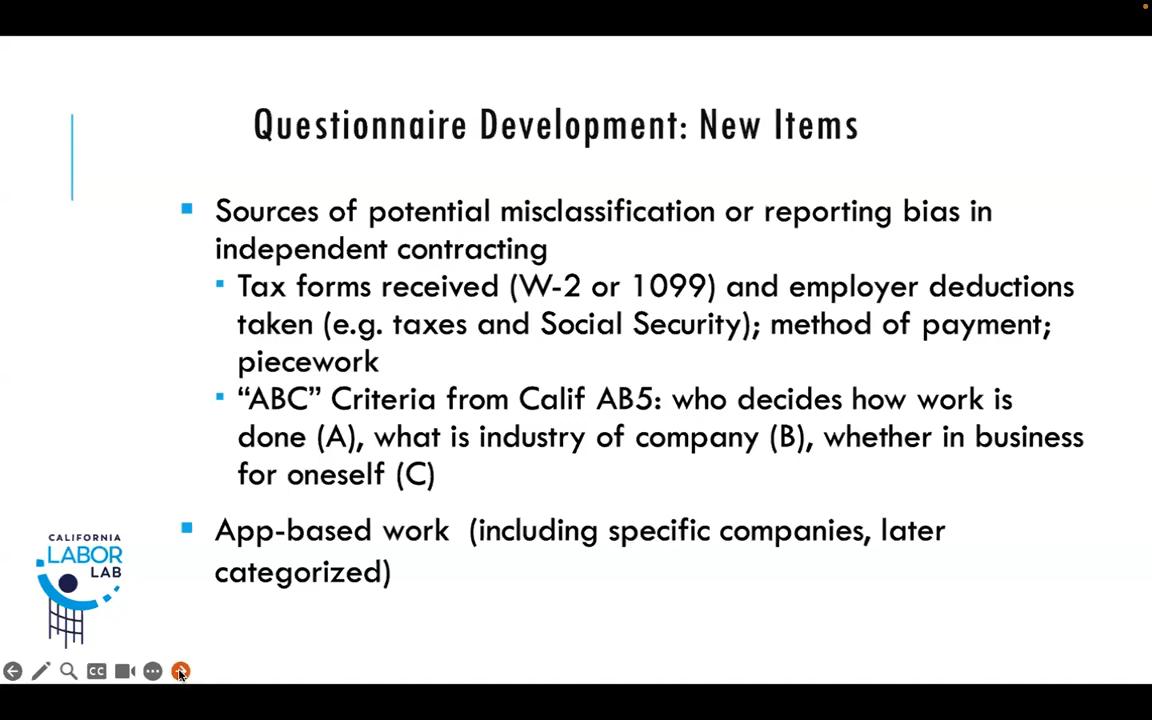 Questionnaire Development: New Items
Sources of potential misclassification or reporting bias in
independent contracting
Tax forms received (W-2 or 1099) and employer deductions
taken (e.g. taxes and Social Security); method of payment;
piecework
“ABC” Criteria from Calif AB5: who decides how work is
done (A), what is industry of company (B), whether in business
for oneself (C)
App-based work  (including specific companies, later
categorized)
CALIFORNIA
LABOR
LAB
CC